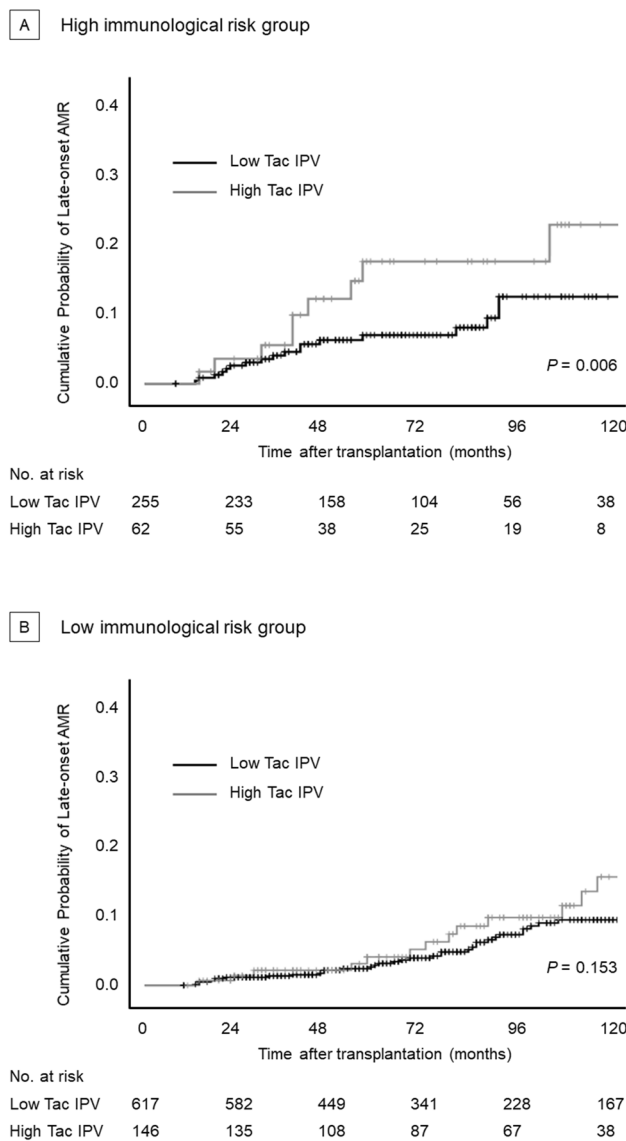 A High immunological risk group
Cumulative Probability of Late-onset AMR
0.4
0.3
0.2
0.1
0.0
Low Tac IPV
High Tac IPV
P = 0.006
0 24 48 72 96 120
Time after transplantation (months)
No. at risk
Low Tac IPV 255 233 158 104 56 38
High Tac IPV 62 55 38 25 19 8
B Low immunological risk group
Cumulative Probability of Late-onset AMR
0.4
0.3
0.2
0.1
0.0
Low Tac IPV
High Tac IPV
P = 0.153
0 24 48 72 96 120
Time after transplantation (months)
No. at risk
Low Tac IPV 617 582 449 341 228 167
High Tac IPV 146 135 108 87 67 38